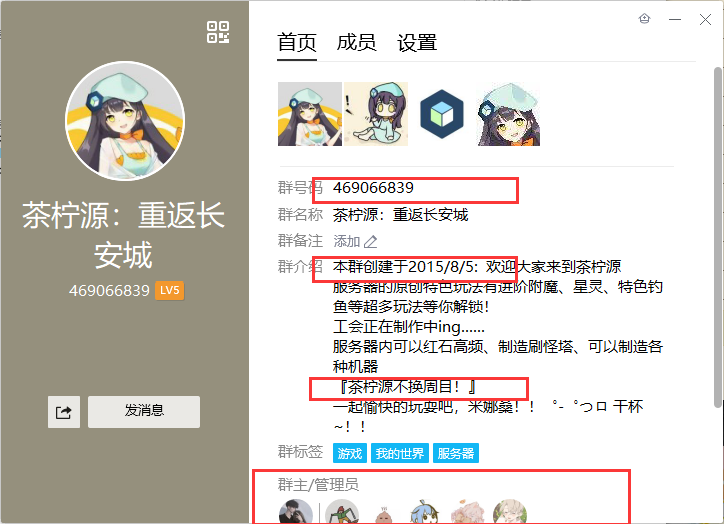 首页 成员 设置
茶柠源：重返长
安城
469066839 LV5
发消息
群号码 469066839
群名称 茶柠源：重返长安城
群备注 添加
群介绍 本群创建于2015/8/5：欢迎大家来到茶柠源
服务器的原创特色玩法有进阶附魔、星灵、特色钓
鱼等超多玩法等你解锁！
工会正在制作中ing......
服务器内可以红石高频、制造刷怪塔、可以制造各
种机器
『茶柠源不换周目！』
一起愉快的玩耍吧，米娜桑！！ ゜-゜つロ 干杯
~！！
群标签 游戏 我的世界 服务器
群主/管理员